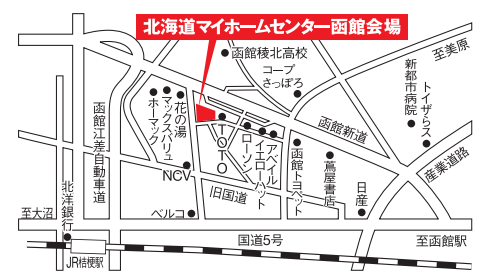 北海道マイホームセンター函館会場
函館稜北高校
至美原
コープ
さっぽろ
新都市病院
トイザらス
ホーマック
マックスバリュ
花の湯
函館新道
TOTO
ローソン
イエローハット
アベイル
函館トヨペット
蔦屋書店
産業道路
函館江差自動車道
NCV
旧国道
日産
北洋銀行
ベルコ
至大沼
国道5号
至函館駅
JR桔梗駅